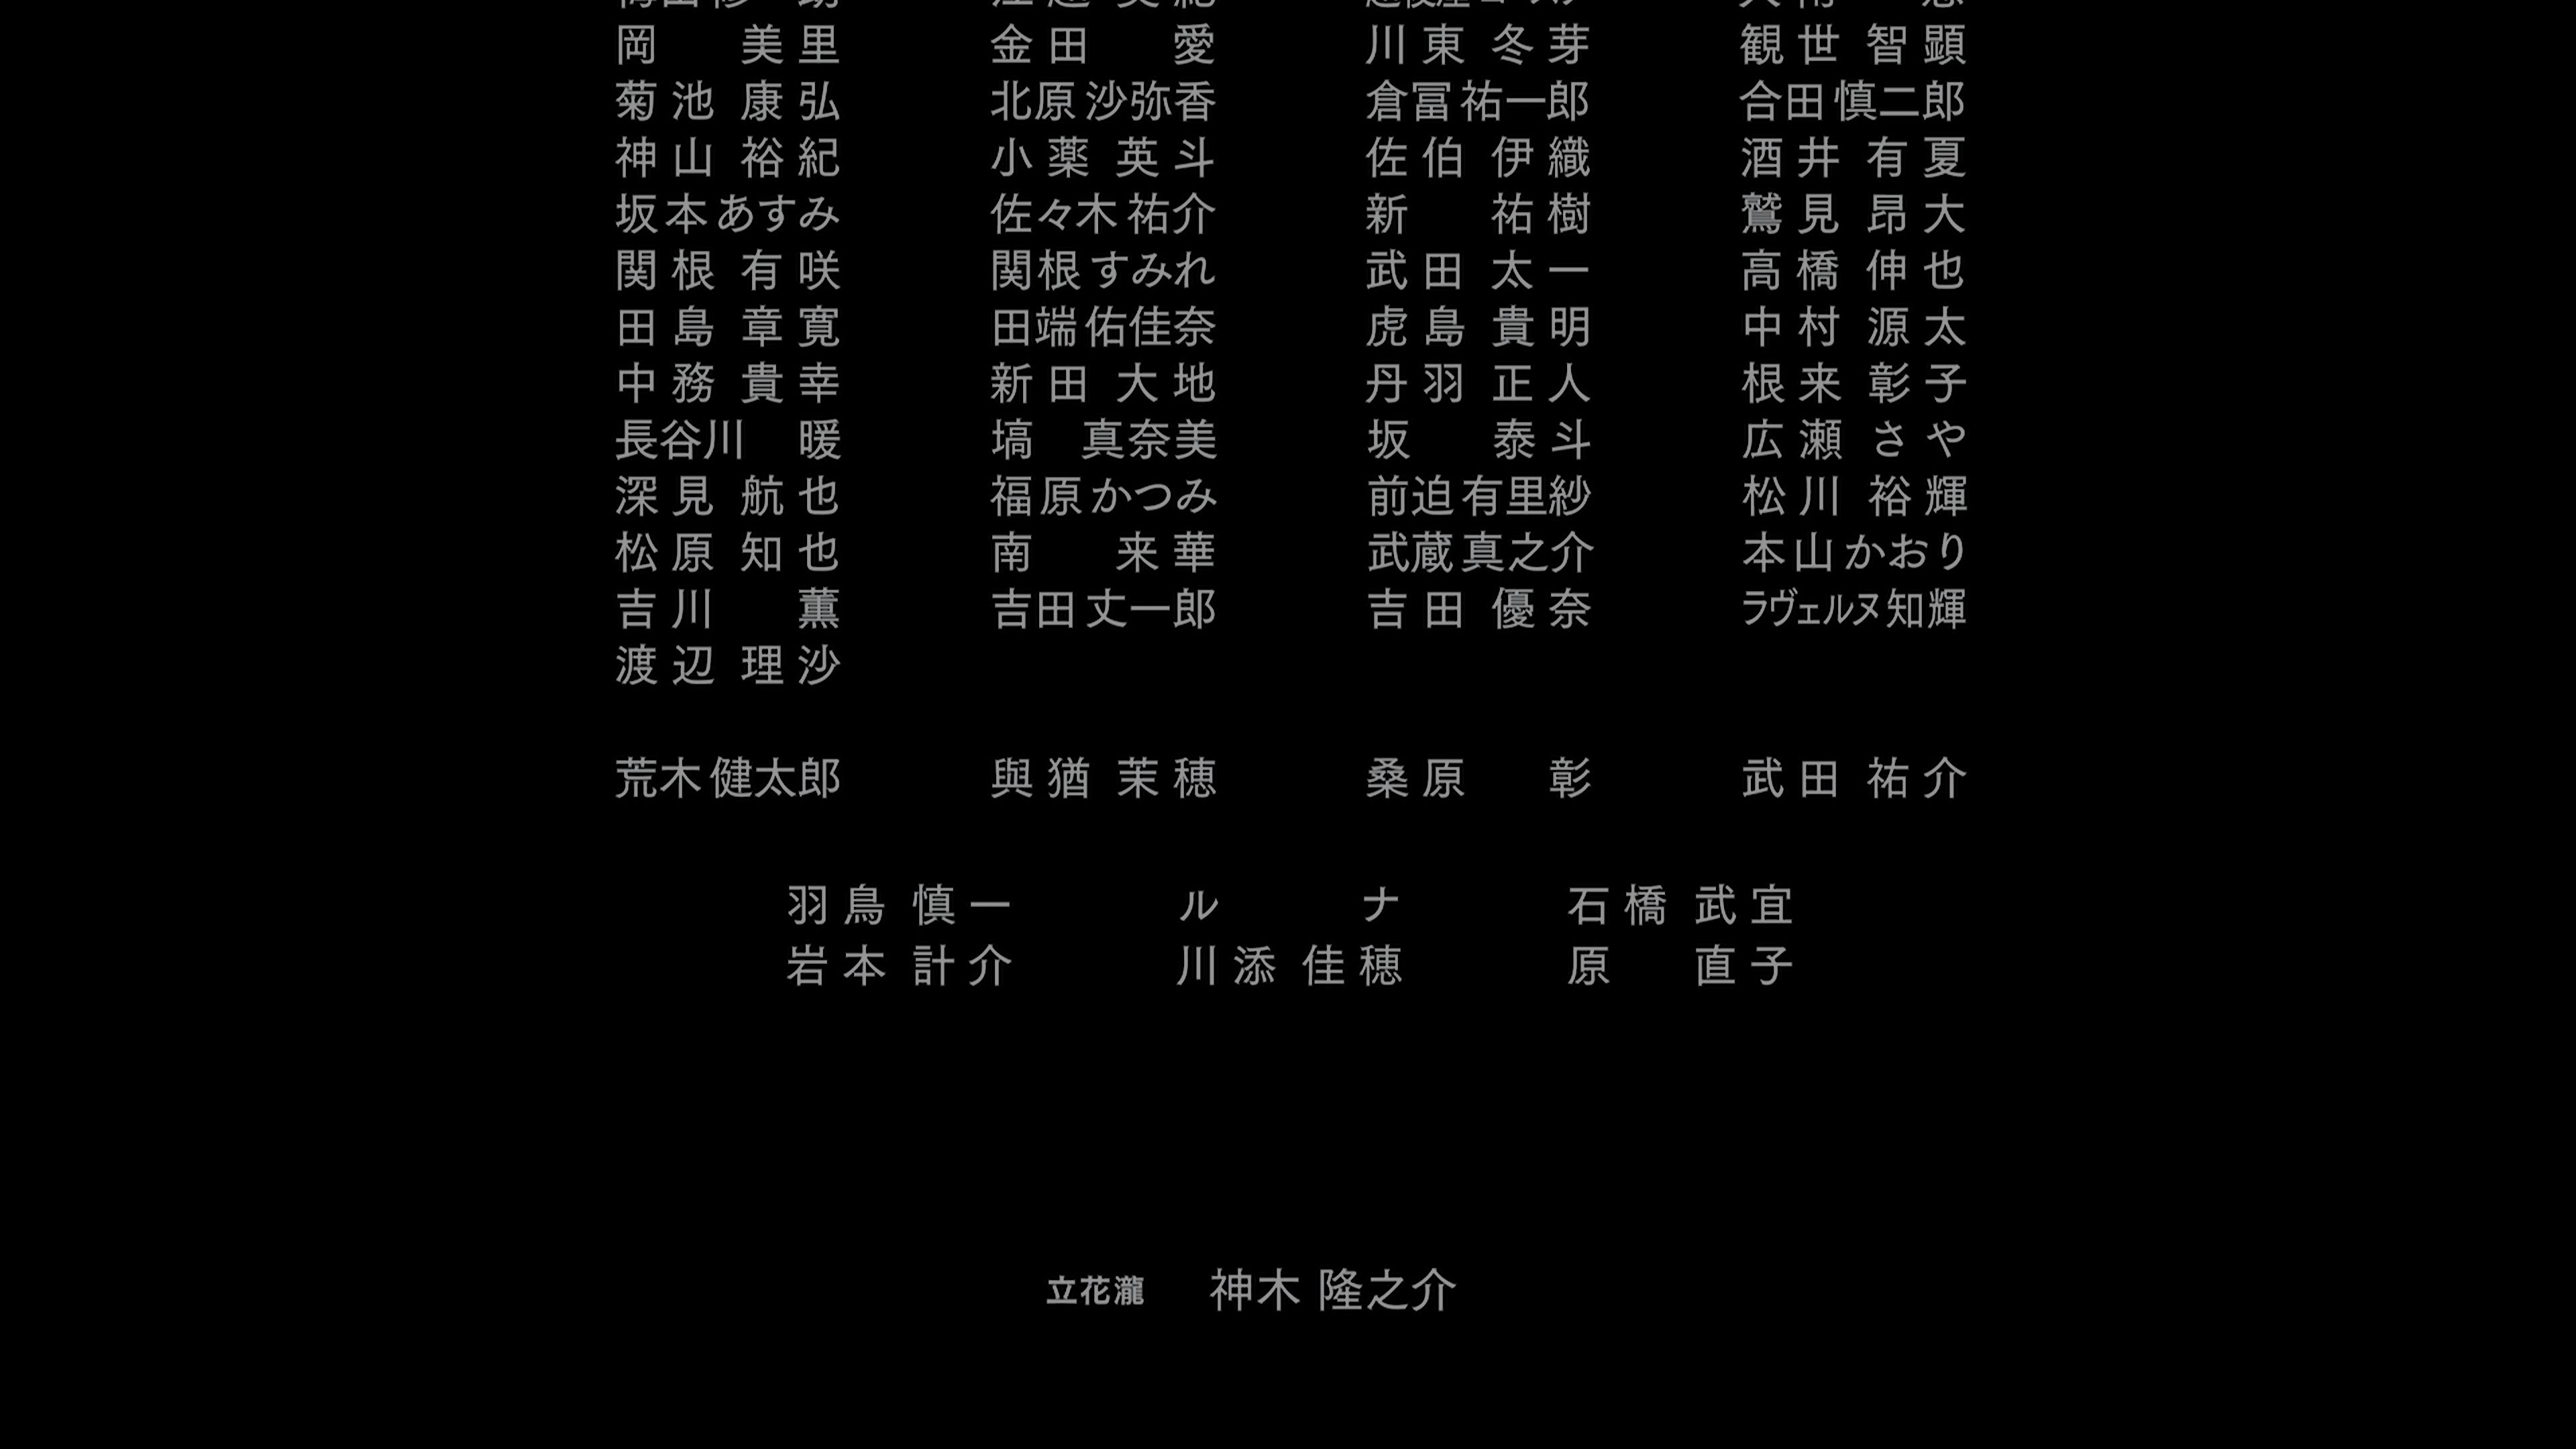 岡 美里 金田 愛 川東 冬芽 観世 智顕
菊池 康弘 北原 沙弥香 倉冨 祐一郎 合田 慎二郎
神山 裕紀 小薬 英斗 佐伯 伊織 酒井 有夏
坂本 あすみ 佐々木 祐介 新 祐樹 鷲見 昂大
関根 有咲 関根 すみれ 武田 太一 高橋 伸也
田島 章寛 田端 佑佳奈 虎島 貴明 中村 源太
中務 貴幸 新田 大地 丹羽 正人 根来 彰子
長谷川 暖 塙 真奈美 坂 泰斗 広瀬 さや
深見 航也 福原 かつみ 前迫 有里紗 松川 裕輝
松原 知也 南 来華 武蔵 真之介 本山 かおり
吉川 薫 吉田 丈一郎 吉田 優奈 ラヴェルヌ 知輝
渡辺 理沙
荒木 健太郎 與猶 茉穂 桑原 彰 武田 祐介
羽鳥 慎一 ルナ 石橋 武宜
岩本 計介 川添 佳穂 原 直子
立花瀧 神木 隆之介